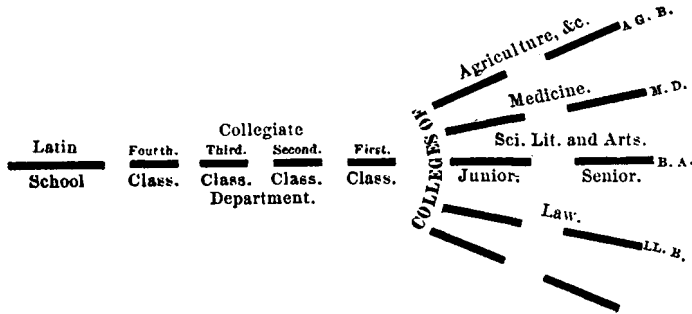 Agriculture, &c.
A G. B.
Medicine.
M. D.
COLLEGES OF
Sci. Lit. and Arts.
Junior. Senior.
B. A.
Law.
LL. B.
Collegiate
Latin Fourth. Third. Second. First.
School Class. Class. Class. Class.
Department.